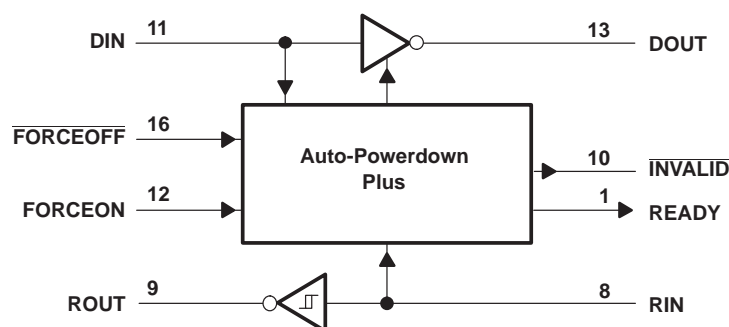 DIN 11 13 DOUT
FORCEOFF 16
Auto-Powerdown
Plus
10 INVALID
FORCEON 12
1 READY
ROUT 9 8 RIN